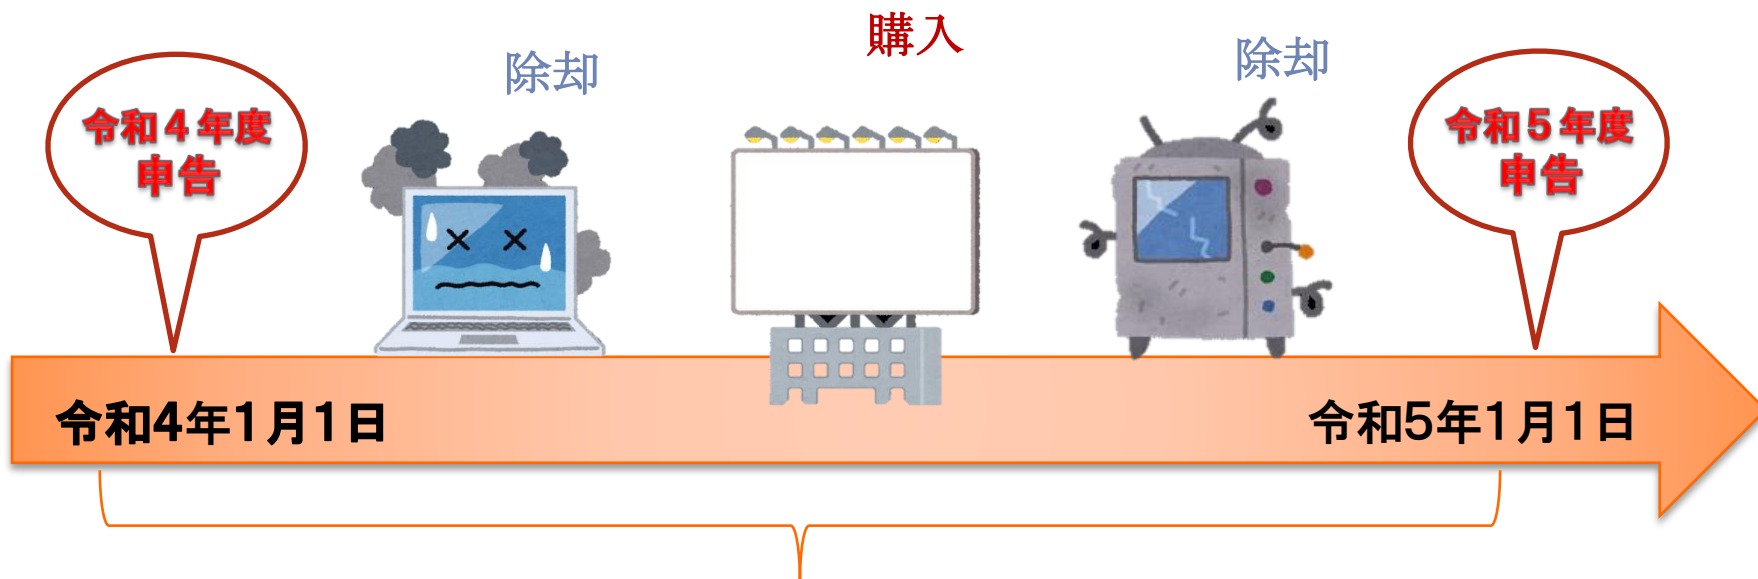 購入
除却
除却
令和４年度
申告
令和５年度
申告
令和4年1月1日
令和5年1月1日